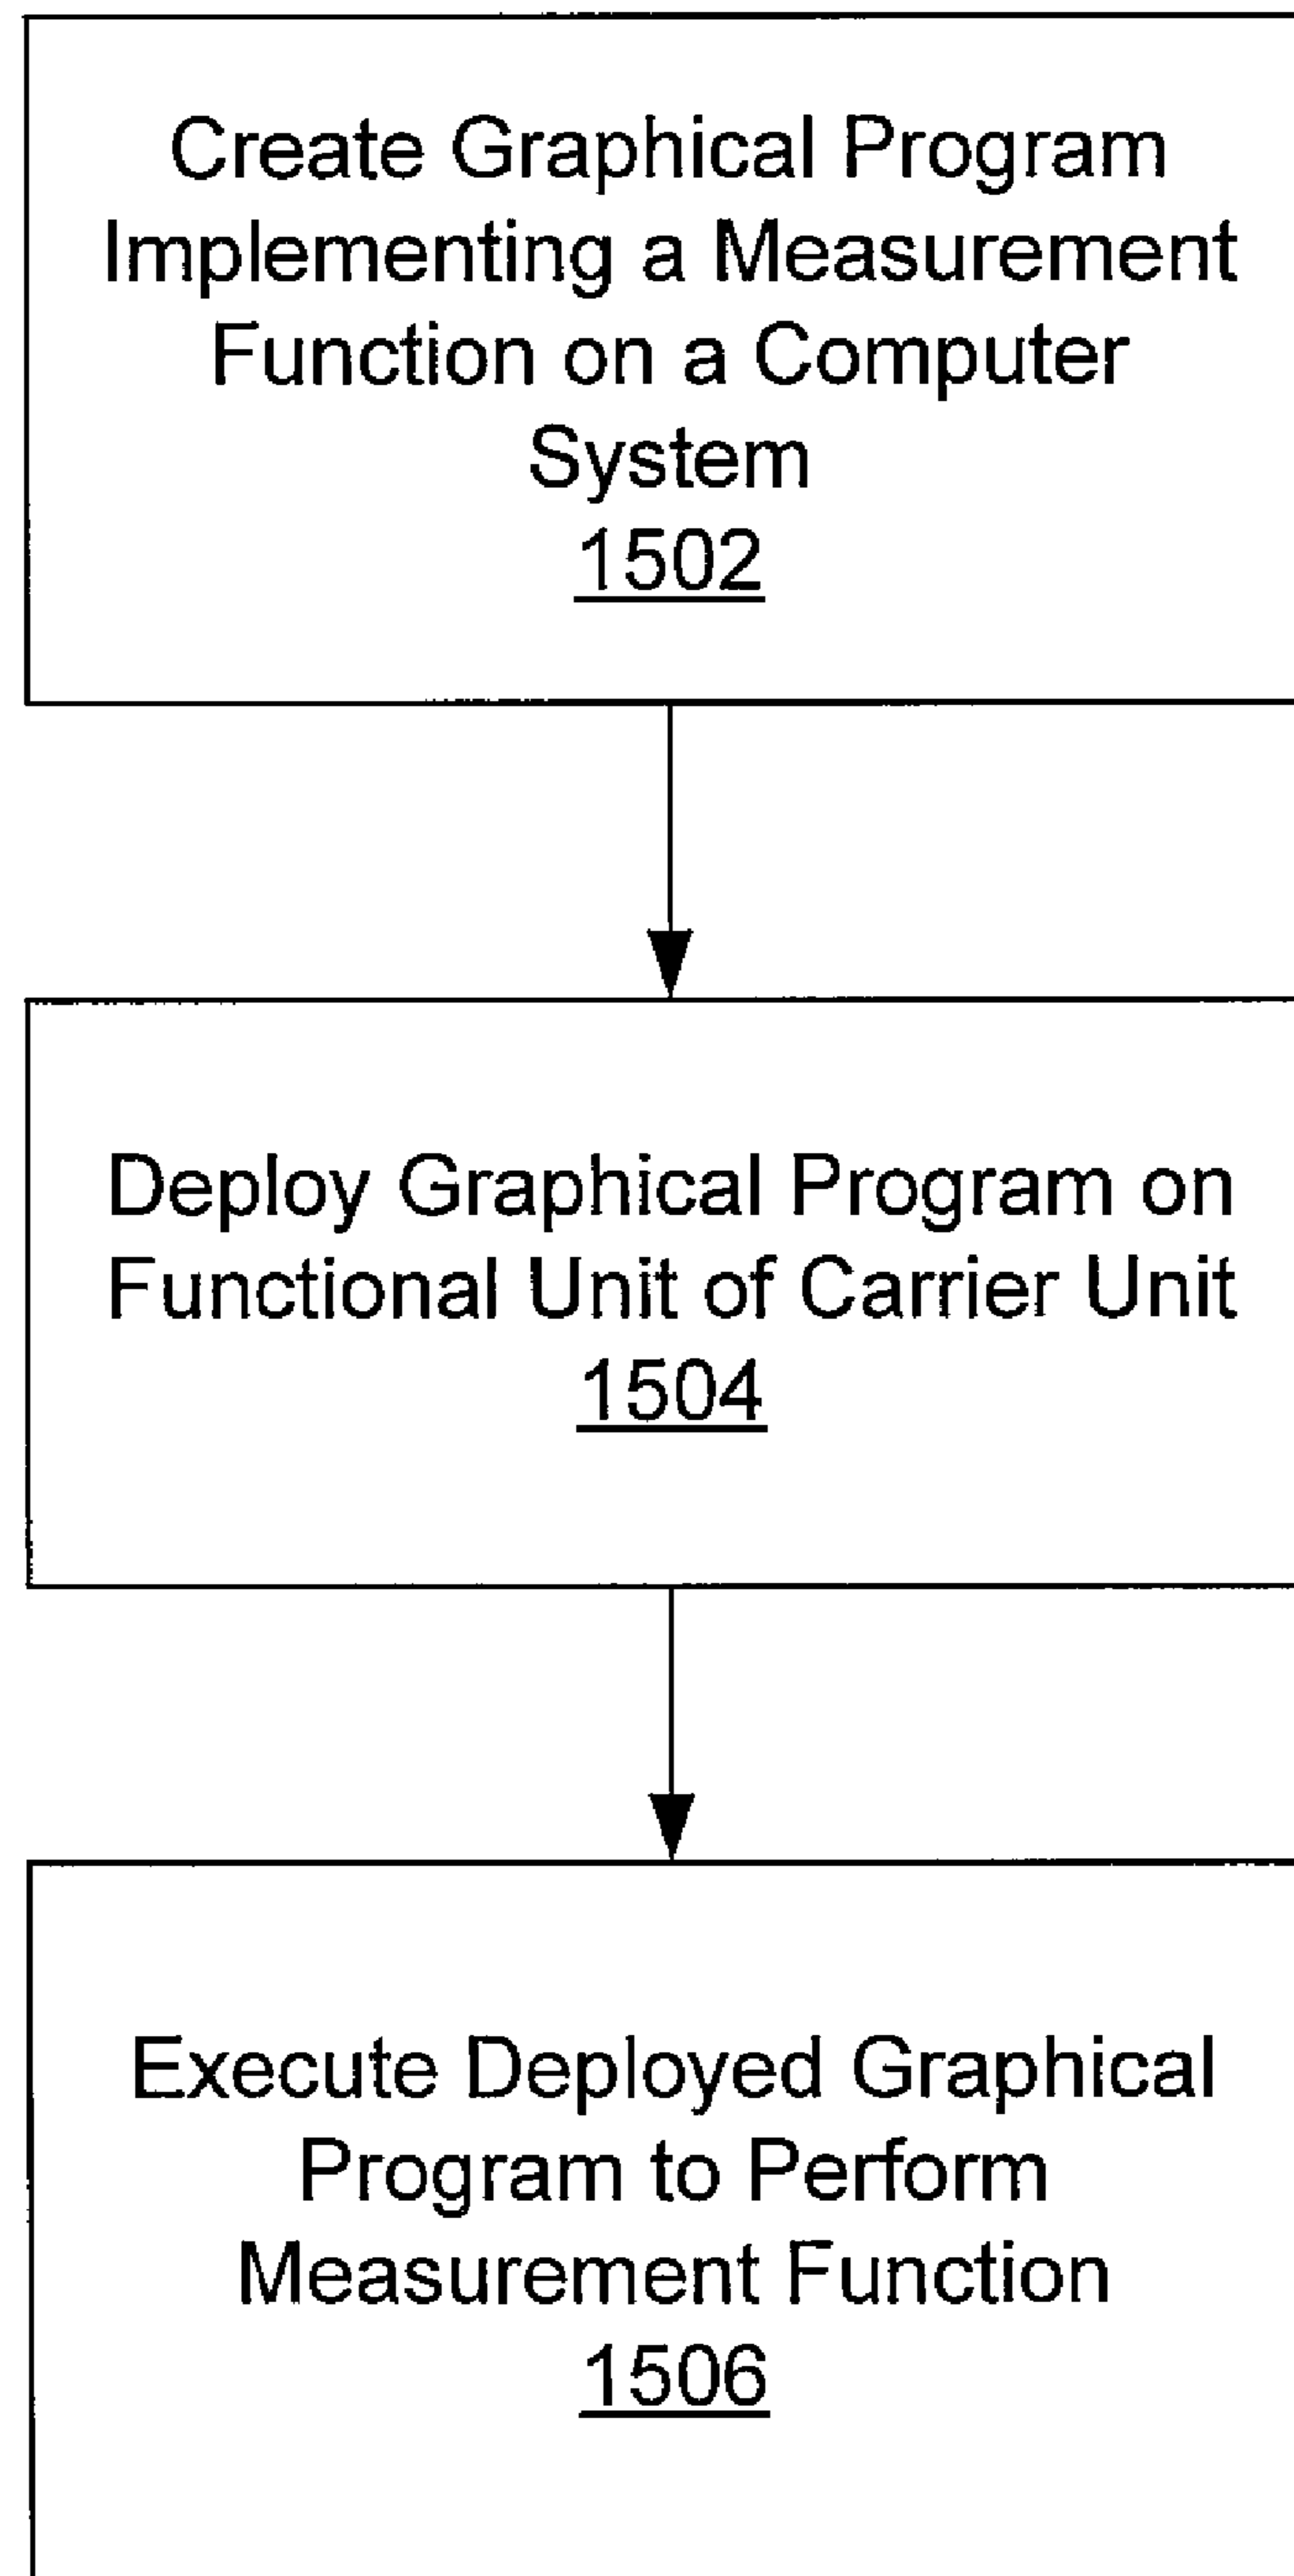 Create Graphical Program
Implementing a Measurement
Function on a Computer
System
1502
Deploy Graphical Program on
Functional Unit of Carrier Unit
1504
Execute Deployed Graphical
Program to Perform
Measurement Function
1506